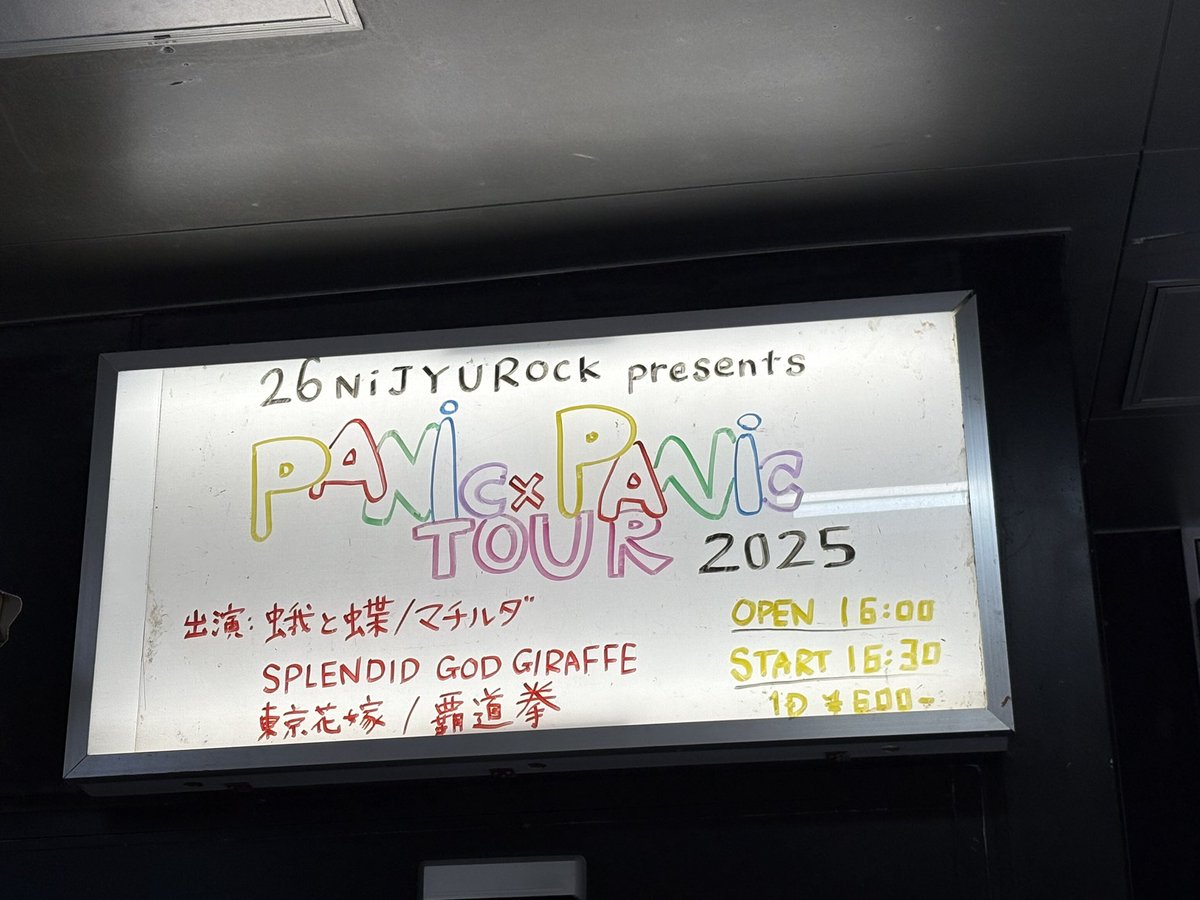 26NiJYURock presents
PANiC×PANiC
TOUR 2025
出演: 蛾と蝶/マチルダ
OPEN 16:00
SPLENDID GOD GIRAFFE
START 16:30
東京花嫁 / 覇道拳
1D ¥600-